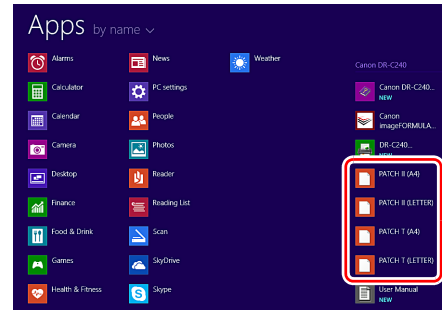 Apps by name
Alarms
Calculator
Calendar
Camera
Desktop
Finance
Food & Drink
Games
Health & Fitness
News
PC settings
People
Photos
Reader
Reading List
Scan
SkyDrive
Skype
Weather
Canon DR-C240
Canon DR-C240...
NEW
Canon
imageFORMULA...
DR-C240...
NEW
PATCH II (A4)
PATCH II (LETTER)
PATCH T (A4)
PATCH T (LETTER)
User Manual
NEW